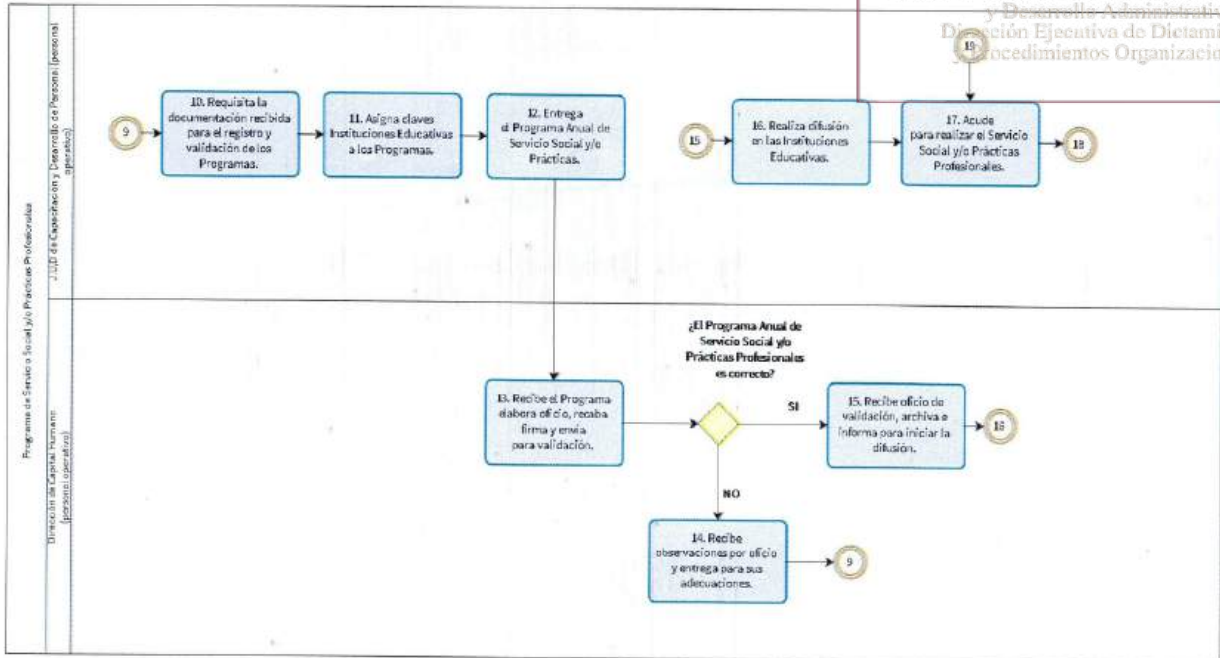 y Desarrollo Administrativ
Dirección Ejecutiva de Dictami
y Procedimientos Organizacio
19
Programa de Servicio Social y/o Prácticas Profesionales
J.U.D de Capacitación y Desarrollo de Personal (personal
operativo)
9
10. Requisita la
documentación recibida
para el registro y
validación de los
Programas.
11. Asigna claves
Instituciones Educativas
a los Programas.
12. Entrega
el Programa Anual de
Servicio Social y/o
Prácticas.
15
16. Realiza difusión
en las Instituciones
Educativas.
17. Acude
para realizar el Servicio
Social y/o Prácticas
Profesionales.
18
Dirección de Capital Humano
(personal operativo)
¿El Programa Anual de
Servicio Social y/o
Prácticas Profesionales
es correcto?
13. Recibe el Programa
elabora oficio, recaba
firma y envia
para validación.
SI
15. Recibe oficio de
validación, archiva e
informa para iniciar la
difusión.
16
NO
14. Recibe
observaciones por oficio
y entrega para sus
adecuaciones.
9